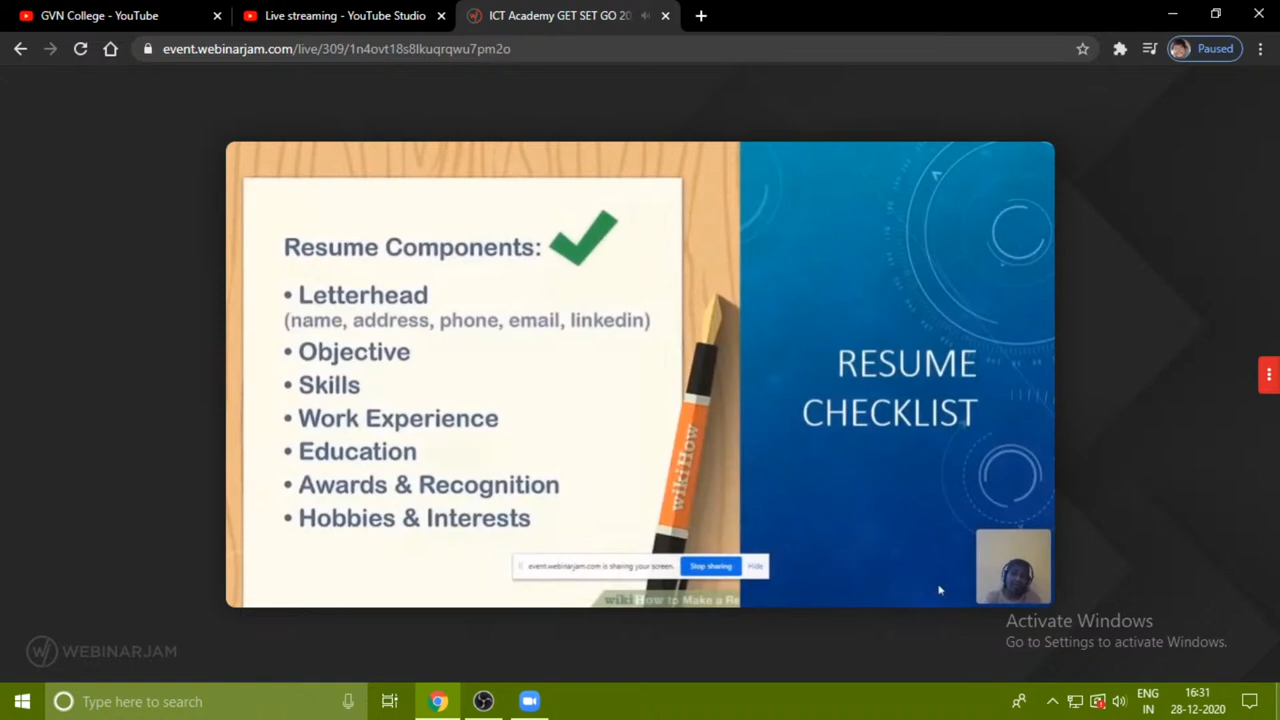 GVN College - YouTube
Live streaming - YouTube Studio
ICT Academy GET SET GO 20
event.webinarjam.com/live/309/1n4ovt18s8lkuqrqwu7pm2o
Paused
Resume Components:
• Letterhead
(name, address, phone, email, linkedin)
• Objective
• Skills
• Work Experience
• Education
• Awards & Recognition
• Hobbies & Interests
wikiHow
RESUME
CHECKLIST
event.webinarjam.com is sharing your screen.
Stop sharing
Hide
wikiHow to Make a Re
Activate Windows
Go to Settings to activate Windows.
WEBINARJAM
Type here to search
ENG
IN
16:31
28-12-2020